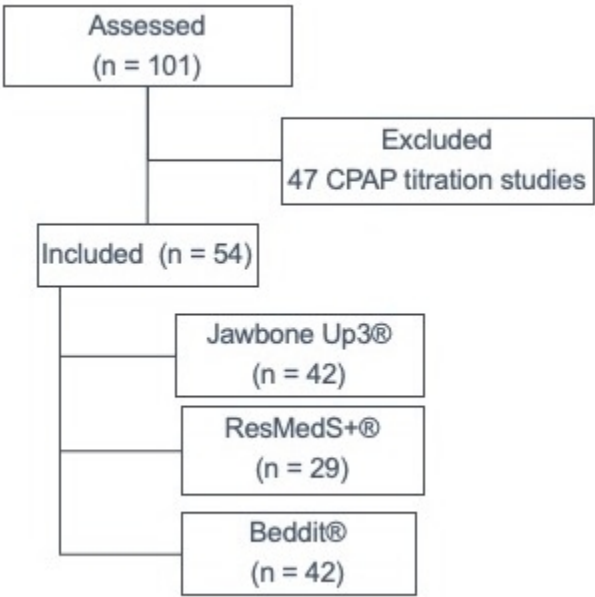 Assessed
(n = 101)
Excluded
47 CPAP titration studies
Included (n = 54)
Jawbone Up3®
(n = 42)
ResMedS+®
(n = 29)
Beddit®
(n = 42)